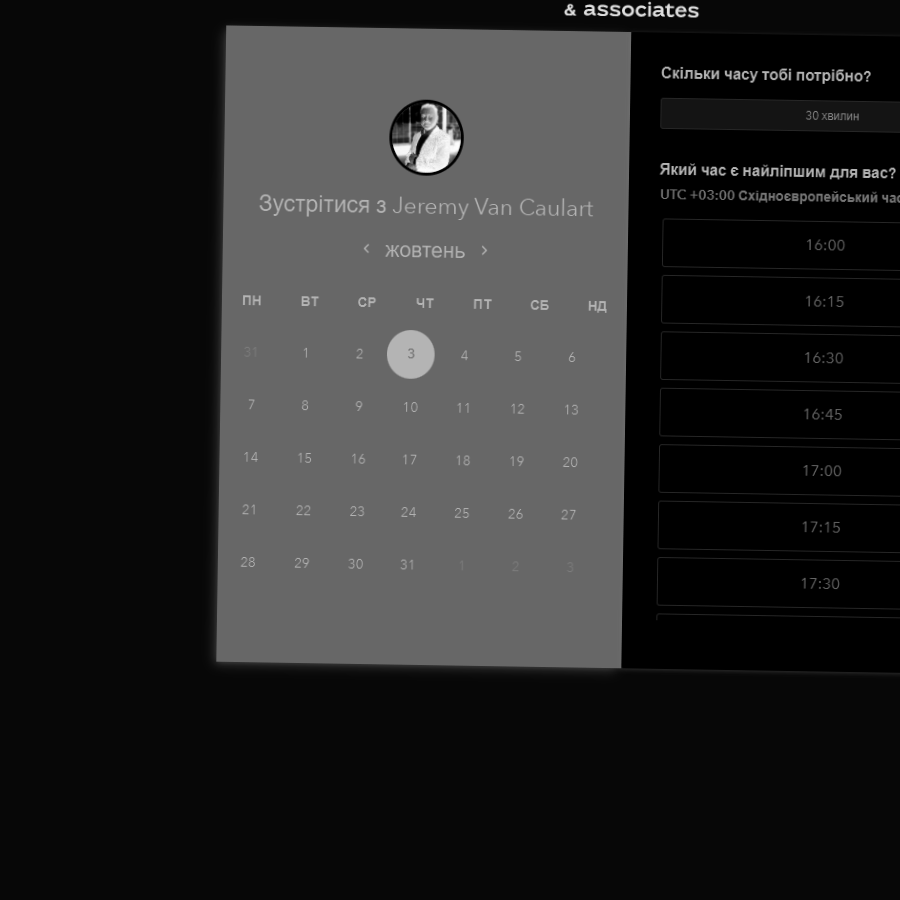 & associates
Зустрітися з Jeremy Van Caulart
‹ жовтень ›
ПН ВТ СР ЧТ ПТ СБ НД
31 1 2 3 4 5 6
7 8 9 10 11 12 13
14 15 16 17 18 19 20
21 22 23 24 25 26 27
28 29 30 31 1 2 3
Скільки часу тобі потрібно?
30 хвилин
Який час є найліпшим для вас?
UTC +03:00 Східноєвропейський час
16:00
16:15
16:30
16:45
17:00
17:15
17:30